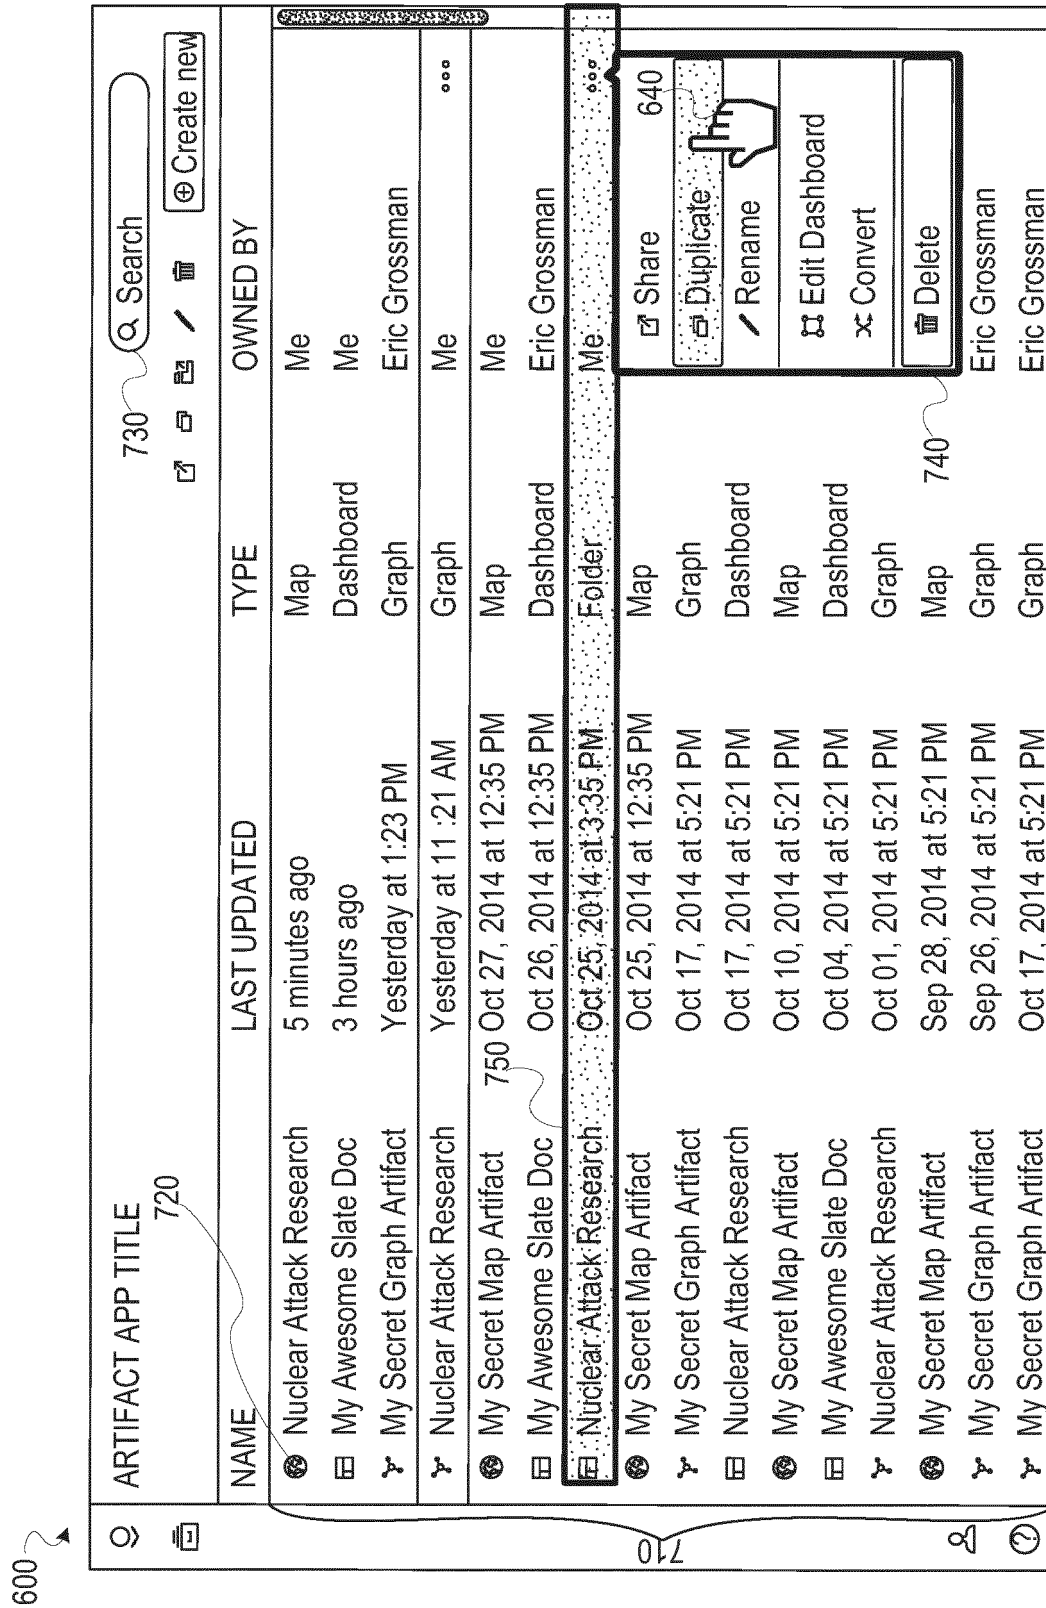 600
ARTIFACT APP TITLE
730
Search
720
Create new
NAME LAST UPDATED TYPE OWNED BY
Nuclear Attack Research 5 minutes ago Map Me
My Awesome Slate Doc 3 hours ago Dashboard Me
My Secret Graph Artifact Yesterday at 1:23 PM Graph Eric Grossman
Nuclear Attack Research Yesterday at 11 :21 AM Graph Me
My Secret Map Artifact 750 Oct 27, 2014 at 12:35 PM Map Me
My Awesome Slate Doc Oct 26, 2014 at 12:35 PM Dashboard Eric Grossman
Nuclear Attack Research Oct 25, 2014 at 3:35 PM Folder Me
My Secret Map Artifact Oct 25, 2014 at 12:35 PM Map
My Secret Graph Artifact Oct 17, 2014 at 5:21 PM Graph
Nuclear Attack Research Oct 17, 2014 at 5:21 PM Dashboard
My Secret Map Artifact Oct 10, 2014 at 5:21 PM Map
My Awesome Slate Doc Oct 04, 2014 at 5:21 PM Dashboard
Nuclear Attack Research Oct 01, 2014 at 5:21 PM Graph
My Secret Map Artifact Sep 28, 2014 at 5:21 PM Map
My Secret Graph Artifact Sep 26, 2014 at 5:21 PM Graph Eric Grossman
My Secret Graph Artifact Oct 17, 2014 at 5:21 PM Graph Eric Grossman
Share
640
Duplicate
Rename
Edit Dashboard
Convert
Delete
740
710